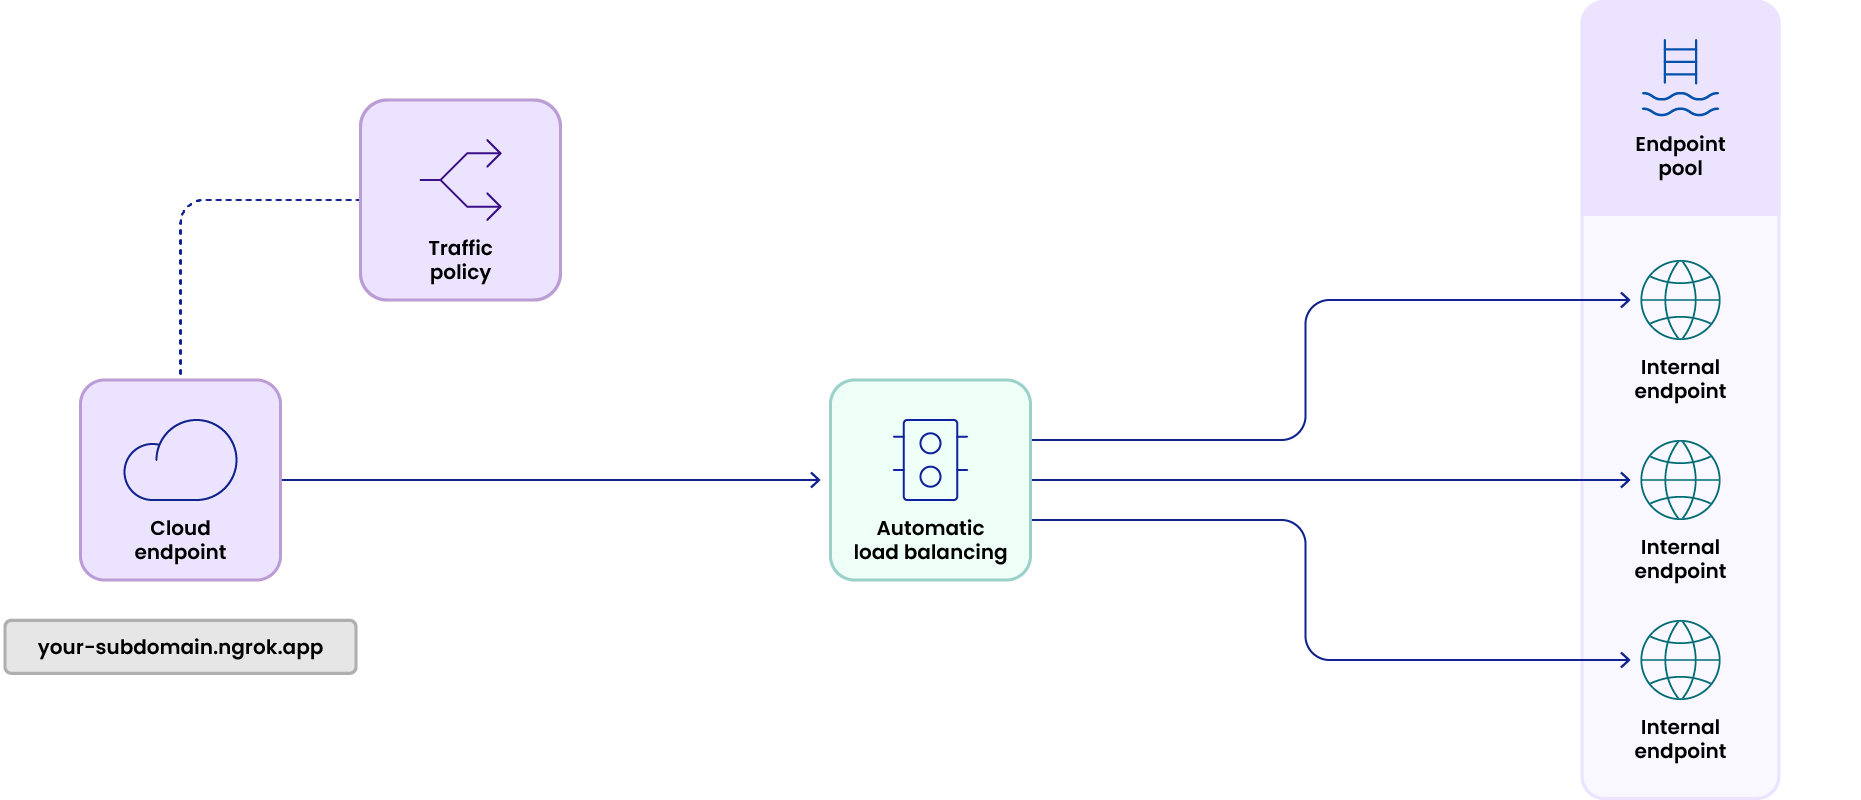 Endpoint
pool
Traffic
policy
Cloud
endpoint
your-subdomain.ngrok.app
Automatic
load balancing
Internal
endpoint
Internal
endpoint
Internal
endpoint